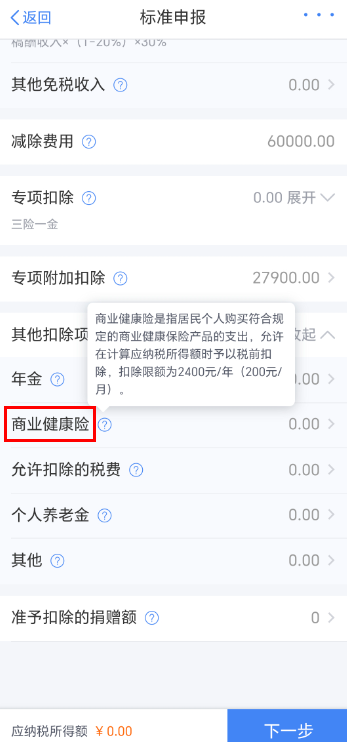 返回
标准申报
稿酬收入×（1-20%）×30%
其他免税收入
0.00
减除费用
60000.00
专项扣除
0.00 展开
三险一金
专项附加扣除
27900.00
商业健康险是指居民个人购买符合规
定的商业健康保险产品的支出，允许
在计算应纳税所得额时予以税前扣
除，扣除限额为2400元/年（200元/
月）。
其他扣除项
收起
年金
0.00
商业健康险
0.00
允许扣除的税费
0.00
个人养老金
0.00
其他
0.00
准予扣除的捐赠额
0
应纳税所得额 ￥0.00
下一步